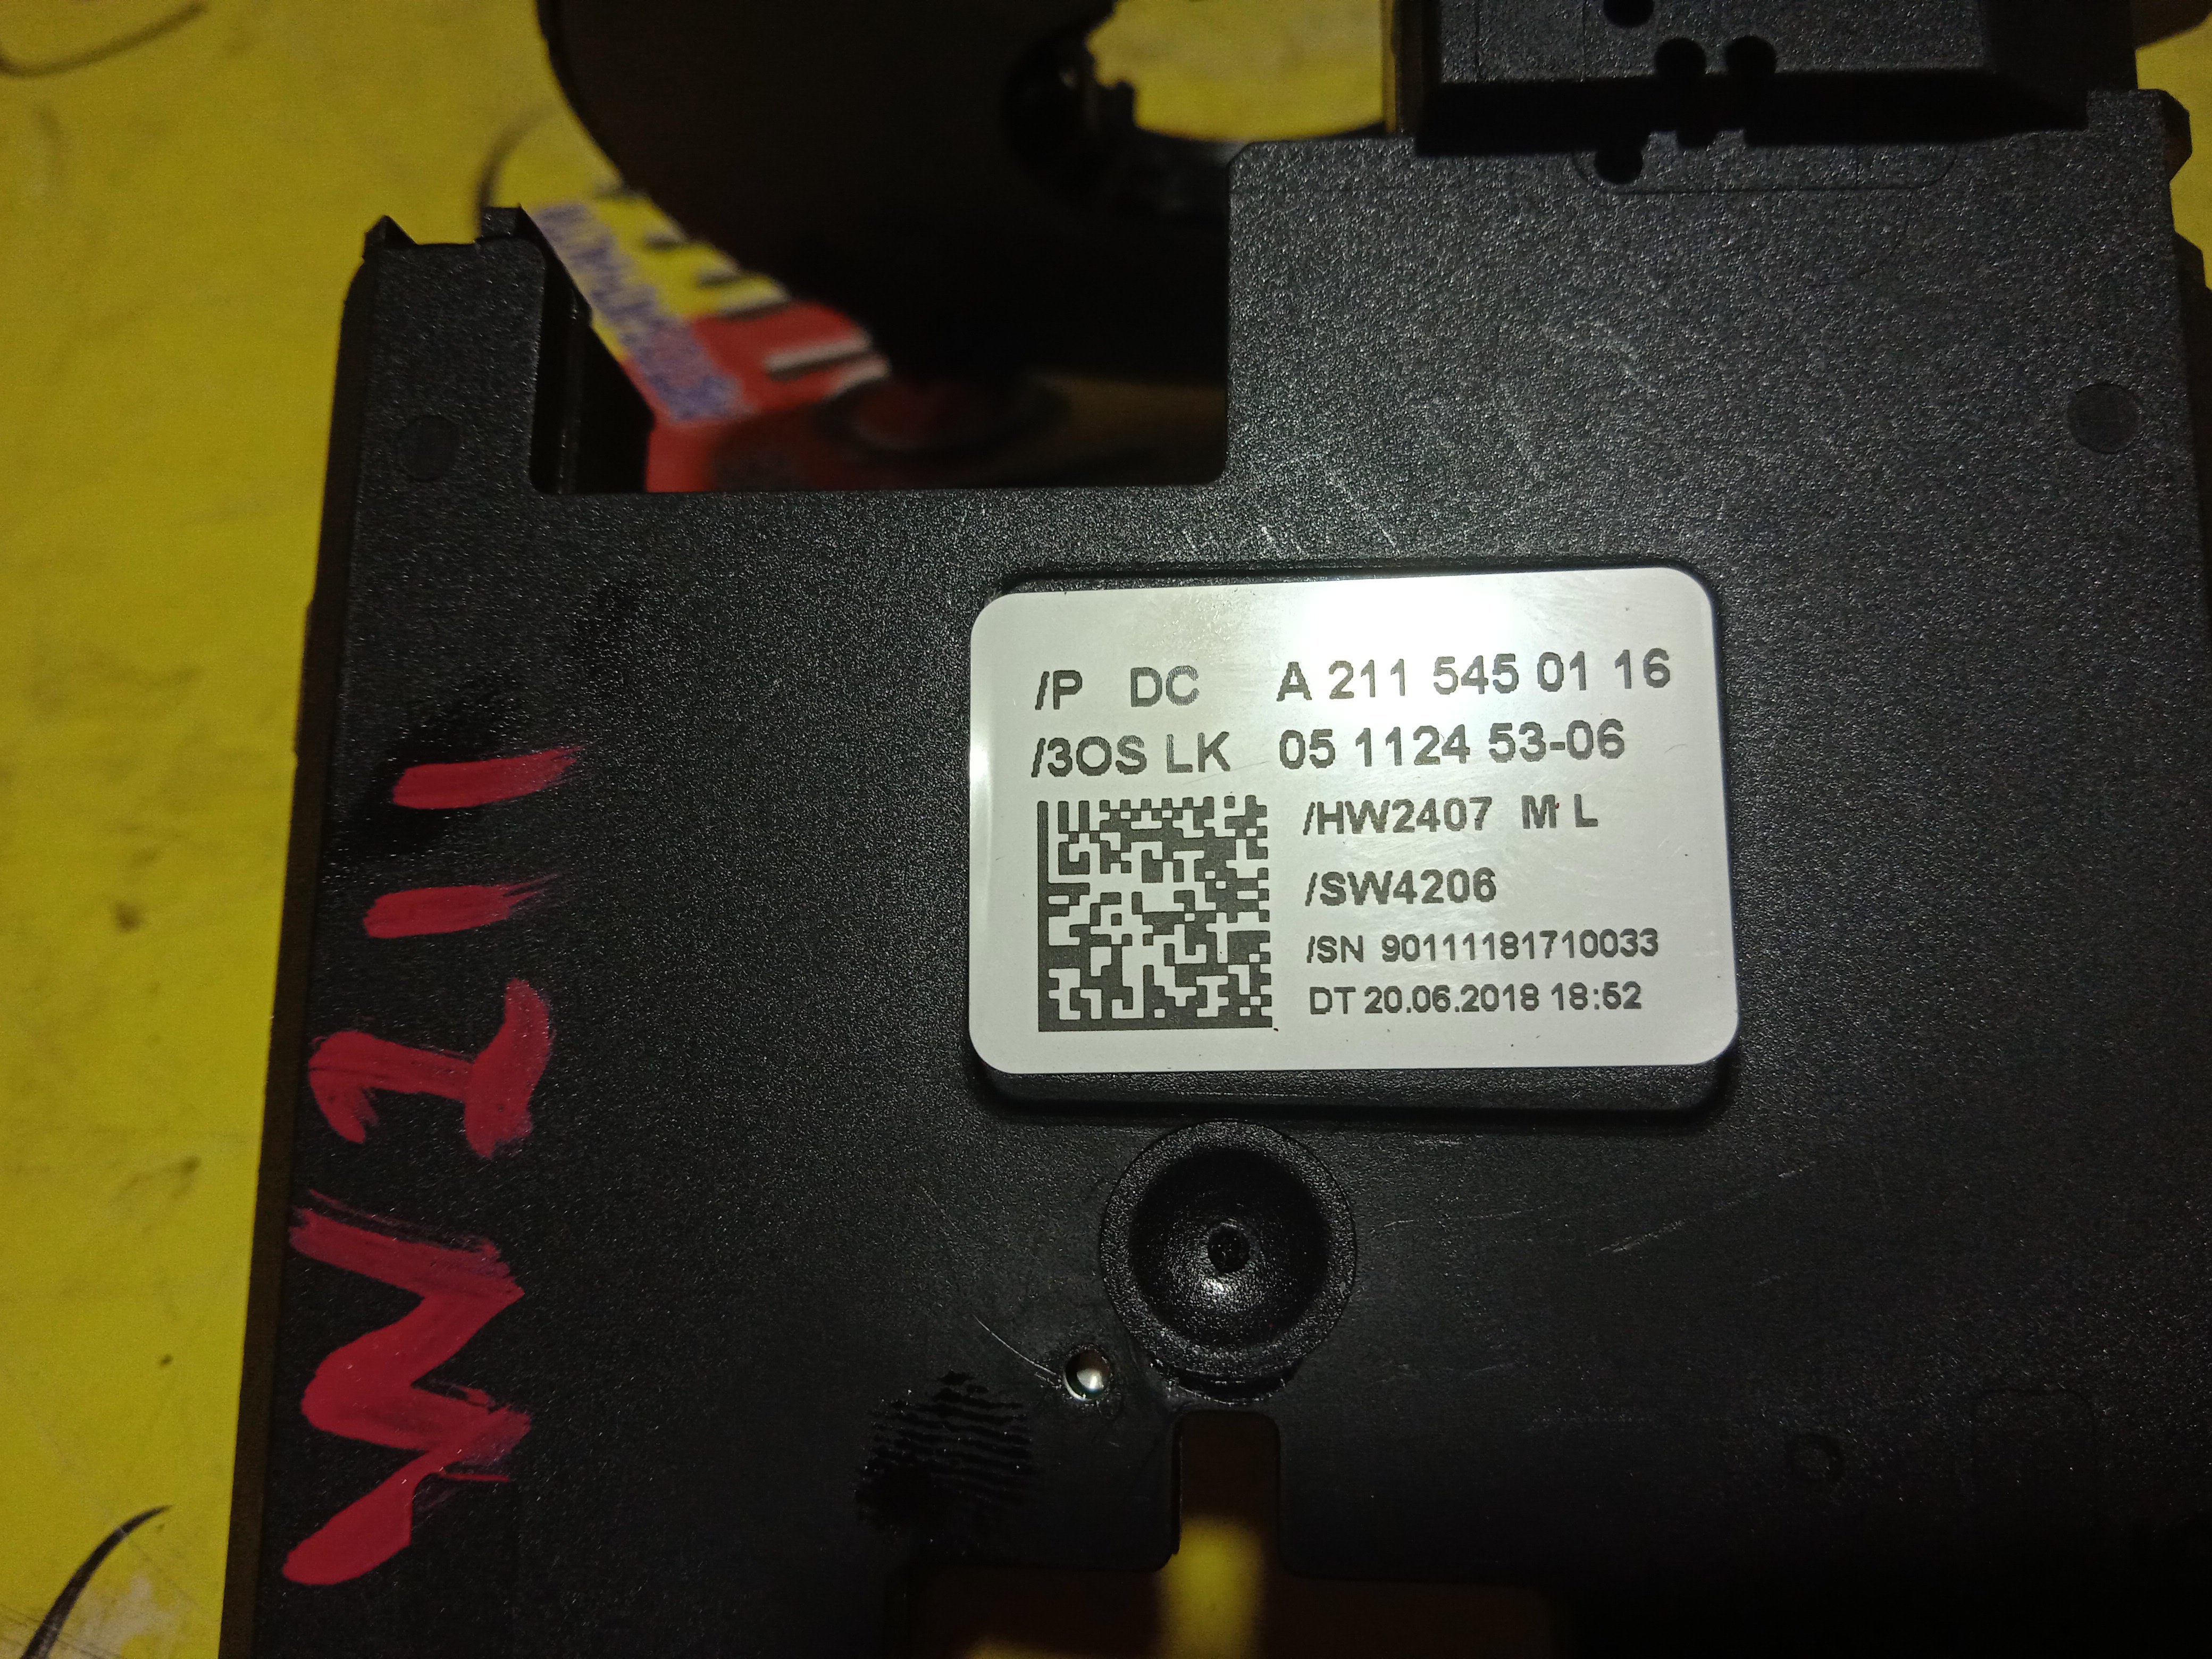 /P DC A 211 545 01 16
/3OS LK 05 1124 53-06
/HW2407 M L
/SW4206
/SN 90111181710033
DT 20.06.2018 18:52
W211